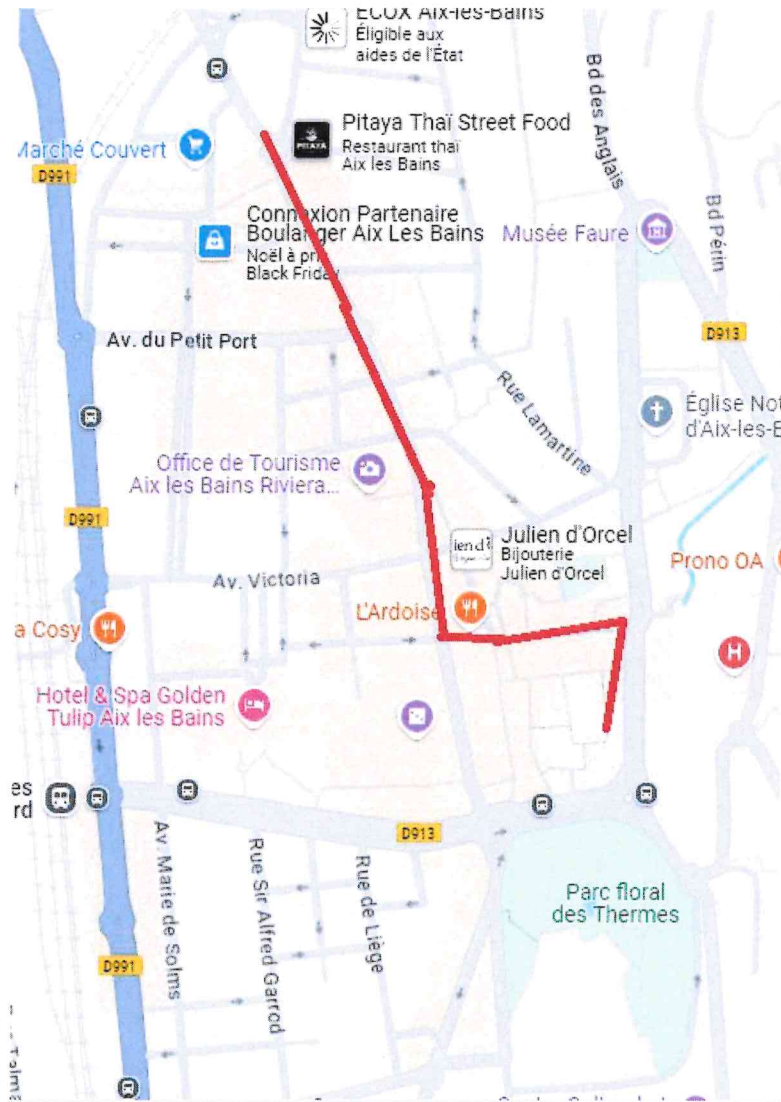 ECOX Aix-les-Bains
Éligible aux
aides de l'État
Bd des Anglais
Pitaya Thaï Street Food
Restaurant thaï
Aix les Bains
PITAYA
Marché Couvert
D991
Connexion Partenaire
Boulanger Aix Les Bains
Noël à pri
Black Friday
Musée Faure
Bd Périn
D913
Av. du Petit Port
Rue Lamartine
Église Not
d'Aix-les-B
Office de Tourisme
Aix les Bains Riviera...
D991
Julien d'Orcel
Bijouterie
Julien d'Orcel
Prono OA
Av. Victoria
L'Ardoise
a Cosy
H
Hotel & Spa Golden
Tulip Aix les Bains
es
rd
D913
Av. Marie de Solms
Rue Sir Alfred Garrod
Rue de Liège
Parc floral
des Thermes
D991